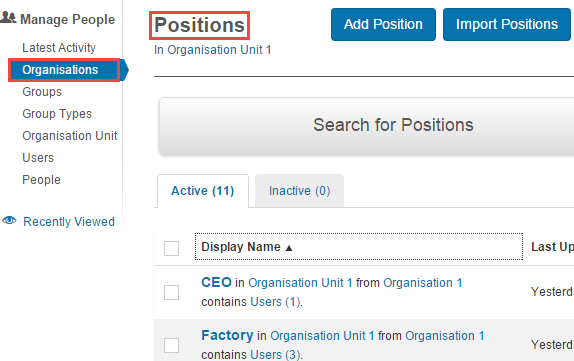 Manage People
Latest Activity
Organisations
Groups
Group Types
Organisation Unit
Users
People
Recently Viewed
Positions
In Organisation Unit 1
Add Position
Import Positions
Search for Positions
Active (11)
Inactive (0)
Display Name ▲
Last Up
CEO in Organisation Unit 1 from Organisation 1
contains Users (1).
Yesterd
Factory in Organisation Unit 1 from Organisation 1
contains Users (3).
Yesterd